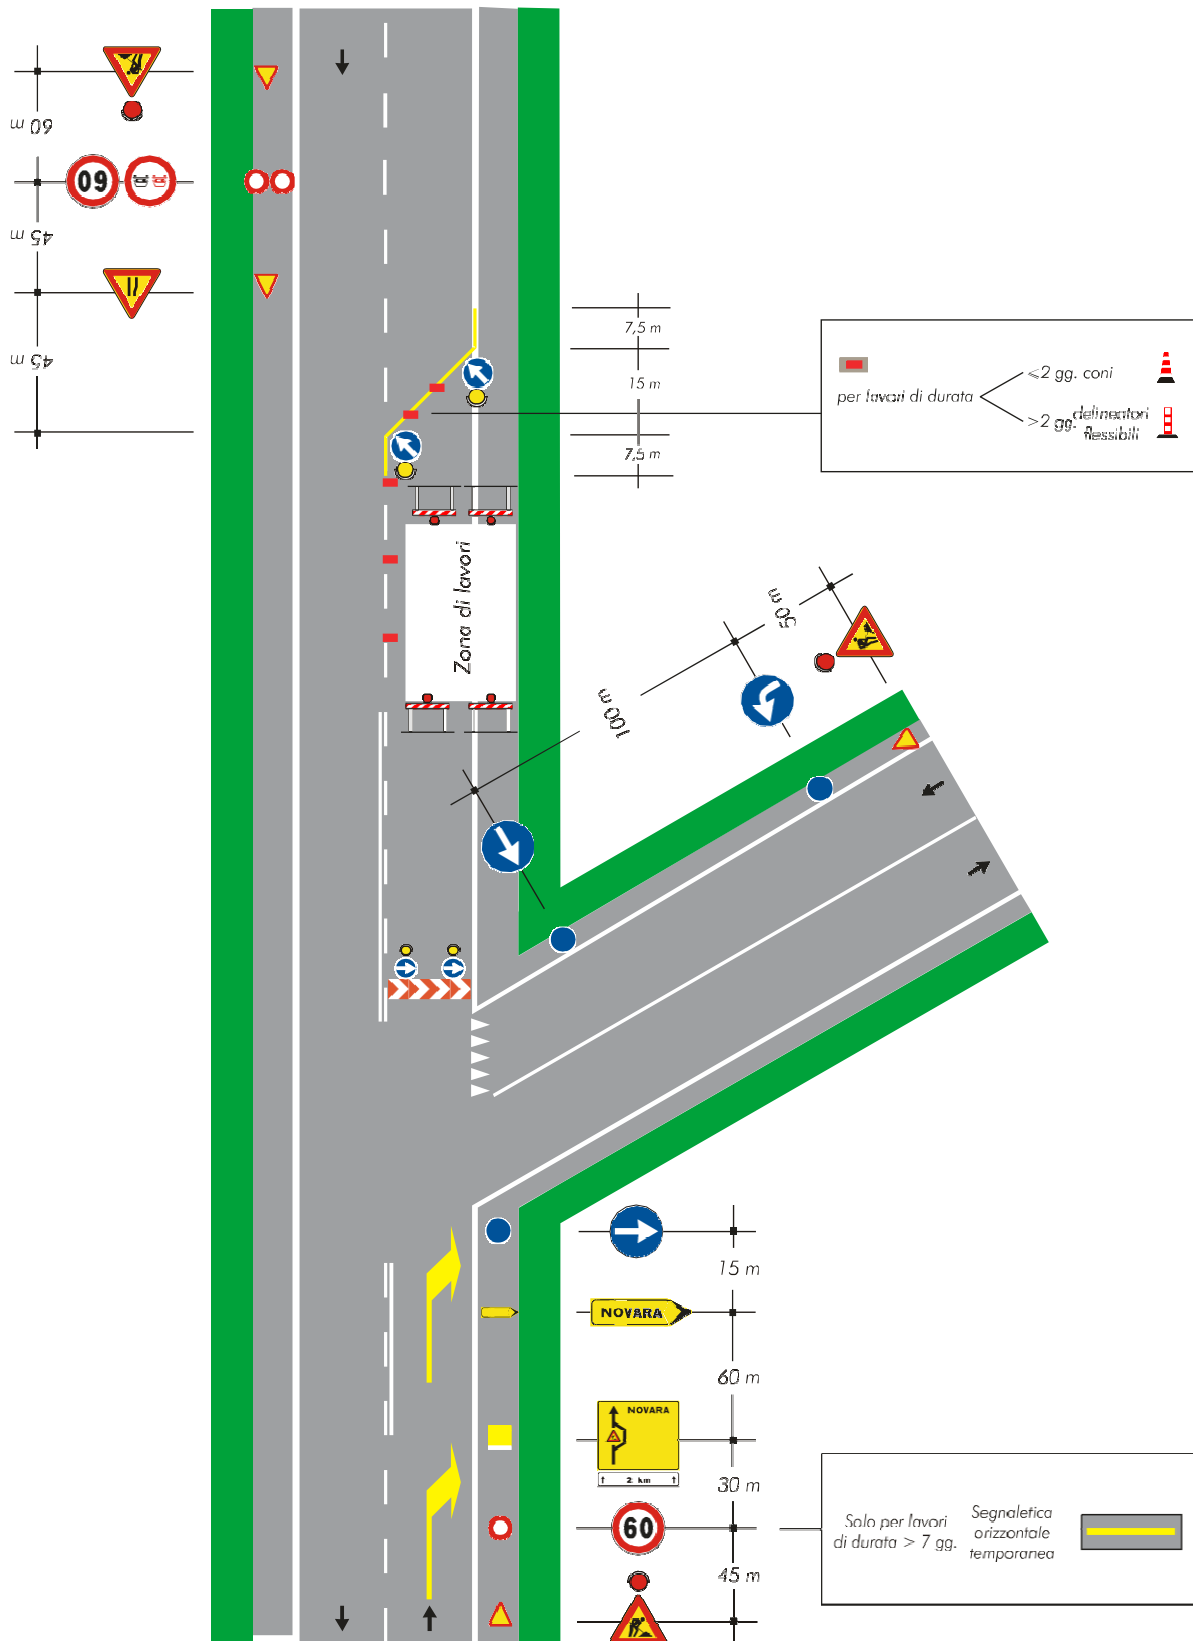 60 m
60
45 m
45 m
7,5 m
15 m
7,5 m
per lavori di durata
≤2 gg. coni
>2 gg. delineatori
flessibili
Zona di lavori
50 m
100 m
15 m
NOVARA
60 m
NOVARA
2 km
30 m
60
45 m
Solo per lavori
di durata > 7 gg.
Segnaletica
orizzontale
temporanea